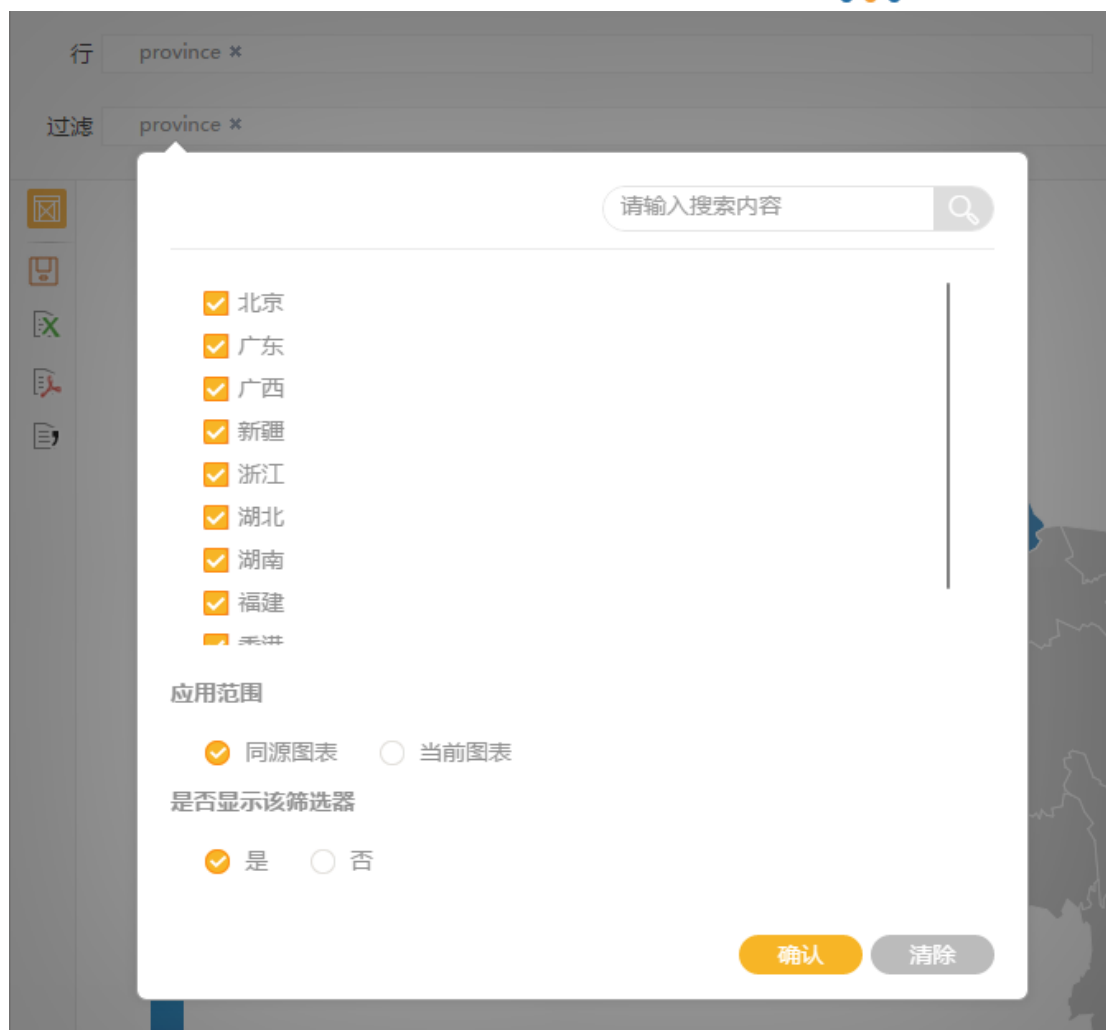 行 province ×
过滤 province ×
请输入搜索内容
北京
广东
广西
新疆
浙江
湖北
湖南
福建
香港
应用范围
同源图表 当前图表
是否显示该筛选器
是 否
确认 清除